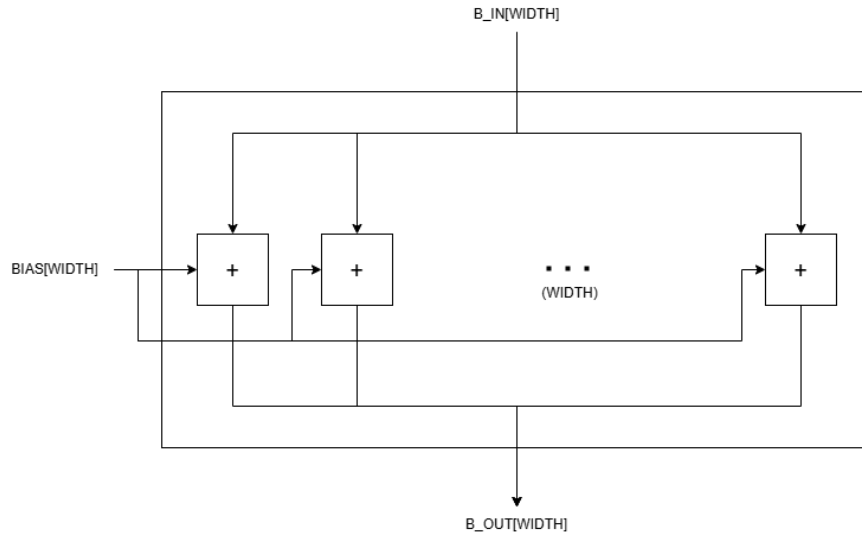 B_IN[WIDTH]
BIAS[WIDTH]
+
+
...
+
(WIDTH)
B_OUT[WIDTH]